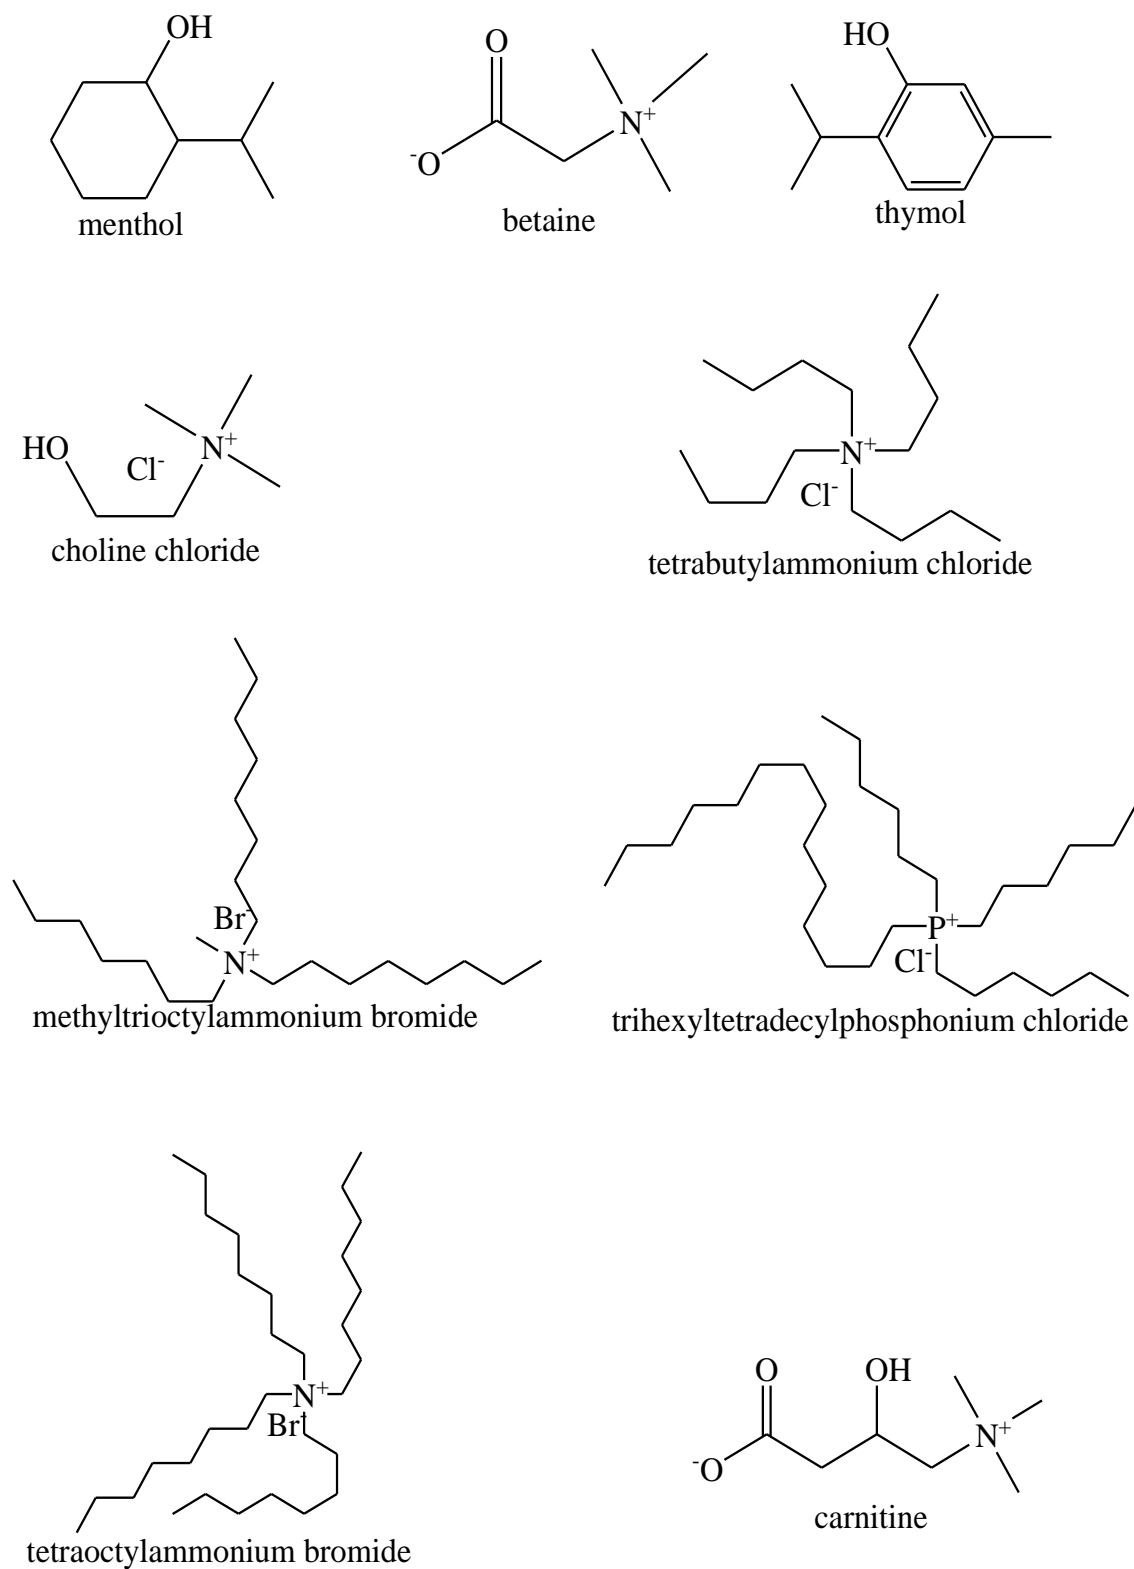 OH
menthol
O
-O
N+
betaine
HO
thymol
HO
Cl-
N+
choline chloride
N+
Cl-
tetrabutylammonium chloride
Br-
N+
methyltrioctylammonium bromide
P+
Cl-
trihexyltetradecylphosphonium chloride
N+
Br-
tetraoctylammonium bromide
O
OH
-O
N+
carnitine